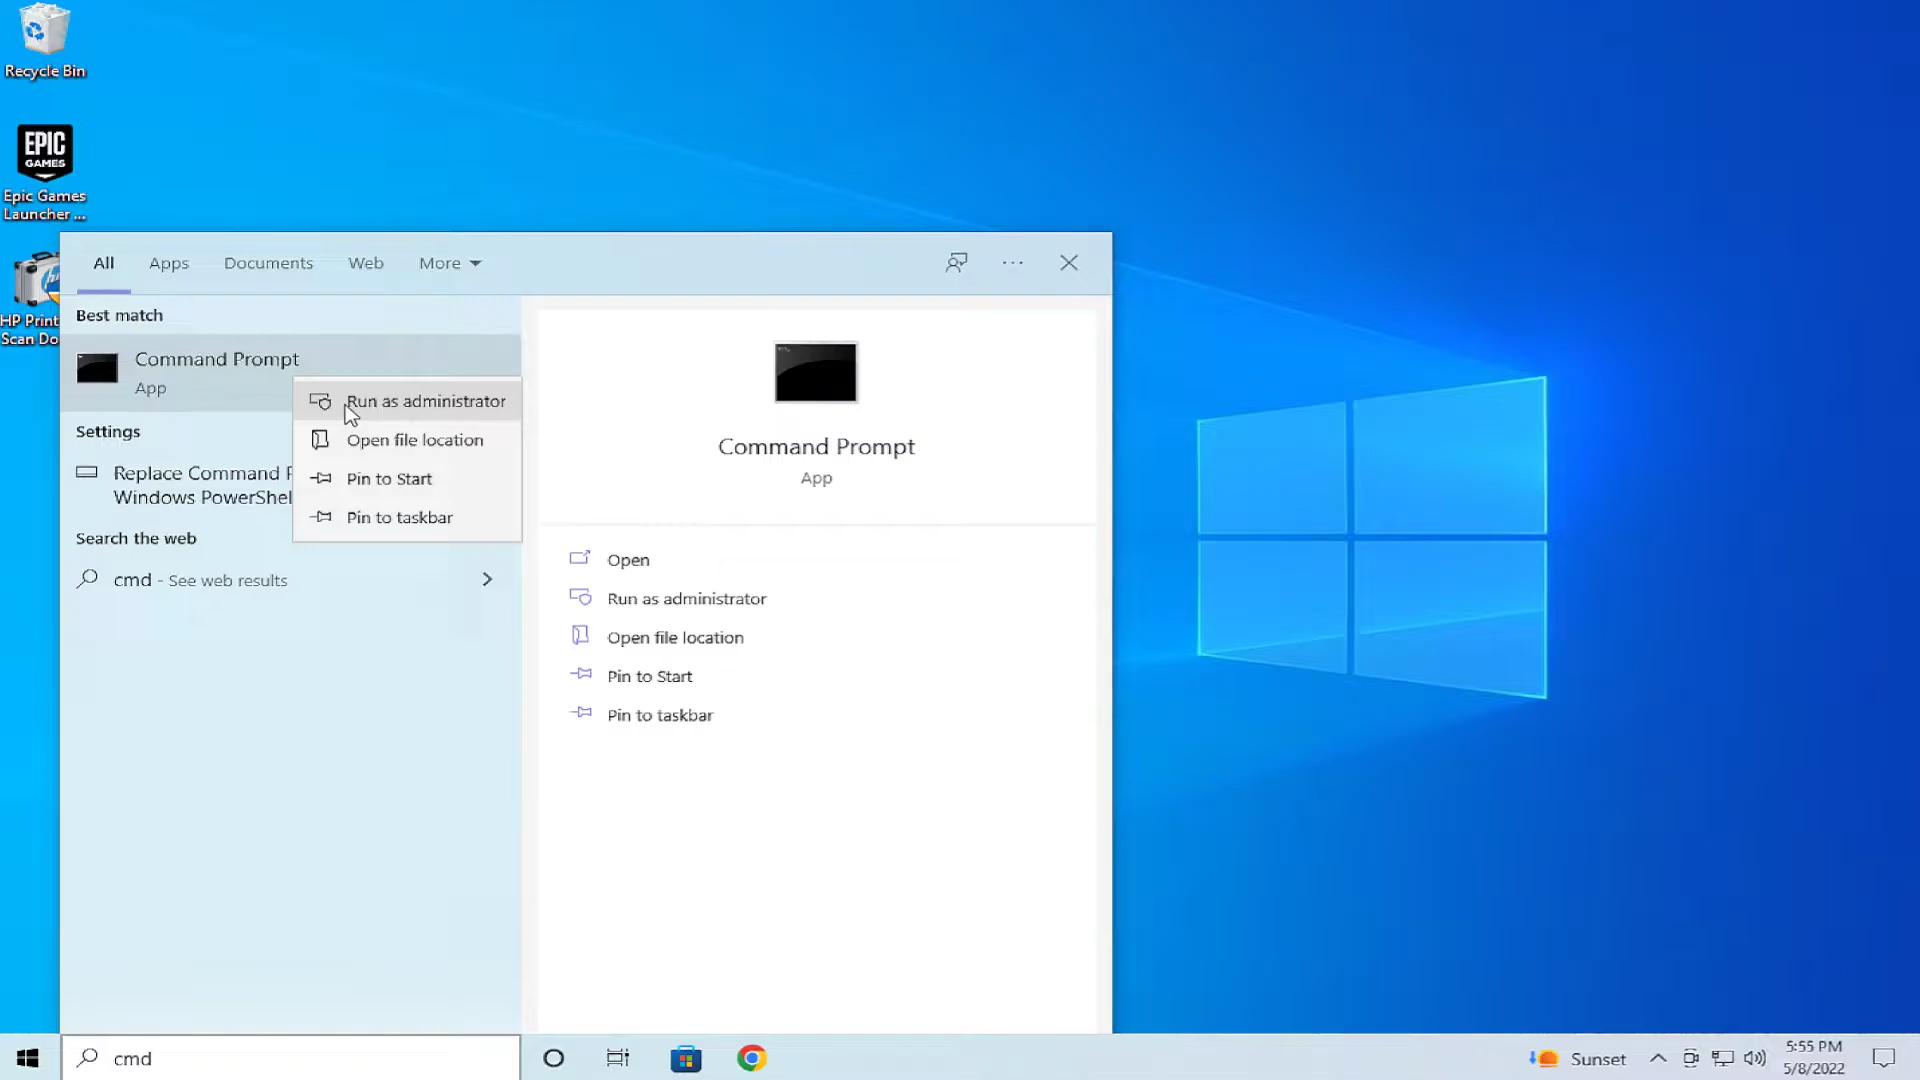 Recycle Bin
EPIC
GAMES
Epic Games
Launcher ...
HP Print
Scan Do
All
Apps
Documents
Web
More
Best match
Command Prompt
App
Run as administrator
Open file location
Pin to Start
Pin to taskbar
Settings
Replace Command P
Windows PowerShel
Search the web
cmd - See web results
Command Prompt
App
Open
Run as administrator
Open file location
Pin to Start
Pin to taskbar
cmd
Sunset
5:55 PM
5/8/2022